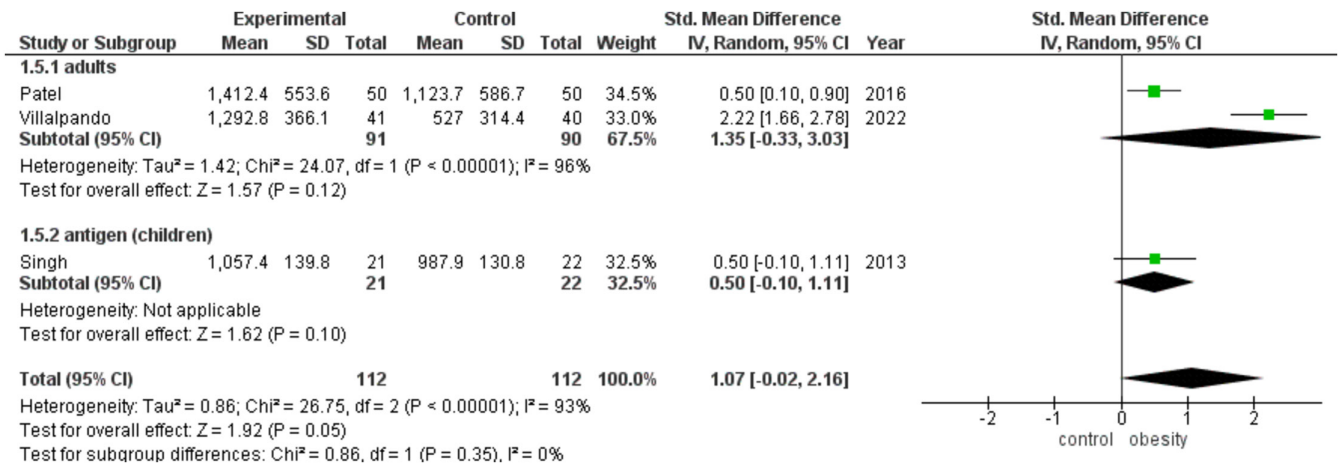 Experimental Control Std. Mean Difference Std. Mean Difference
Study or Subgroup Mean SD Total Mean SD Total Weight IV, Random, 95% CI Year IV, Random, 95% CI
1.5.1 adults
Patel 1,412.4 553.6 50 1,123.7 586.7 50 34.5% 0.50 [0.10, 0.90] 2016
Villalpando 1,292.8 366.1 41 527 314.4 40 33.0% 2.22 [1.66, 2.78] 2022
Subtotal (95% CI) 91 90 67.5% 1.35 [-0.33, 3.03]
Heterogeneity: Tau² = 1.42; Chi² = 24.07, df = 1 (P < 0.00001); I² = 96%
Test for overall effect: Z = 1.57 (P = 0.12)
1.5.2 antigen (children)
Singh 1,057.4 139.8 21 987.9 130.8 22 32.5% 0.50 [-0.10, 1.11] 2013
Subtotal (95% CI) 21 22 32.5% 0.50 [-0.10, 1.11]
Heterogeneity: Not applicable
Test for overall effect: Z = 1.62 (P = 0.10)
Total (95% CI) 112 112 100.0% 1.07 [-0.02, 2.16]
Heterogeneity: Tau² = 0.86; Chi² = 26.75, df = 2 (P < 0.00001); I² = 93%
Test for overall effect: Z = 1.92 (P = 0.05)
Test for subgroup differences: Chi² = 0.86, df = 1 (P = 0.35), I² = 0%
-2 -1 0 1 2
control obesity